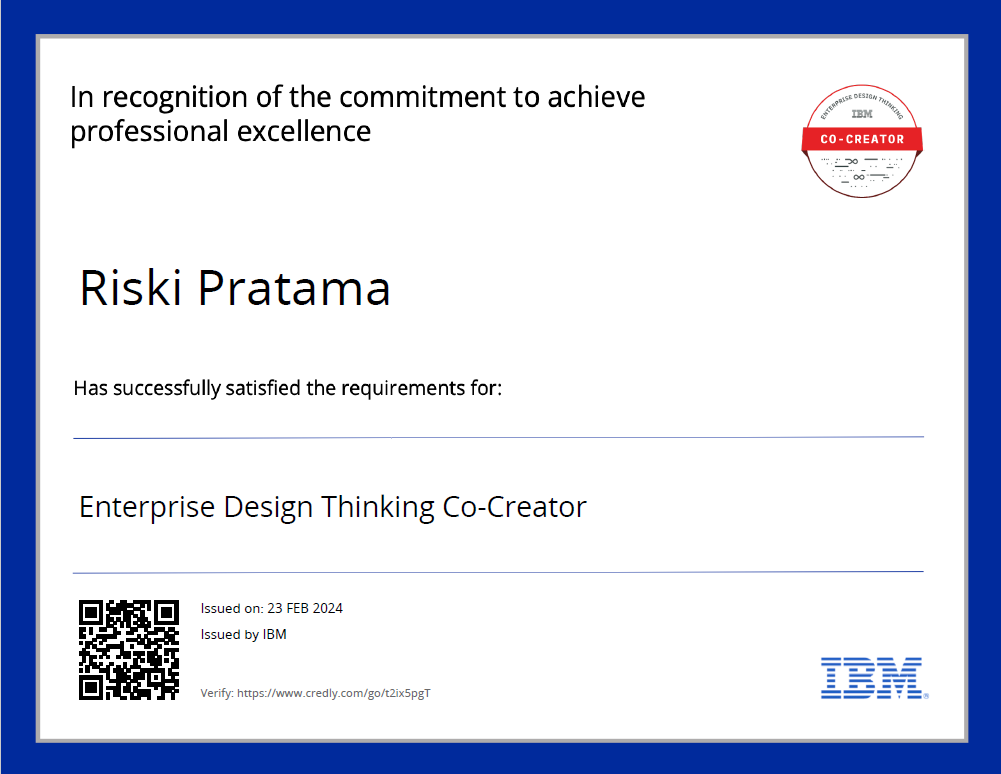 In recognition of the commitment to achieve
professional excellence
ENTERPRISE DESIGN THINKING
IBM
CO-CREATOR
Riski Pratama
Has successfully satisfied the requirements for:
Enterprise Design Thinking Co-Creator
Issued on: 23 FEB 2024
Issued by IBM
Verify: https://www.credly.com/go/t2ix5pgT
IBM®